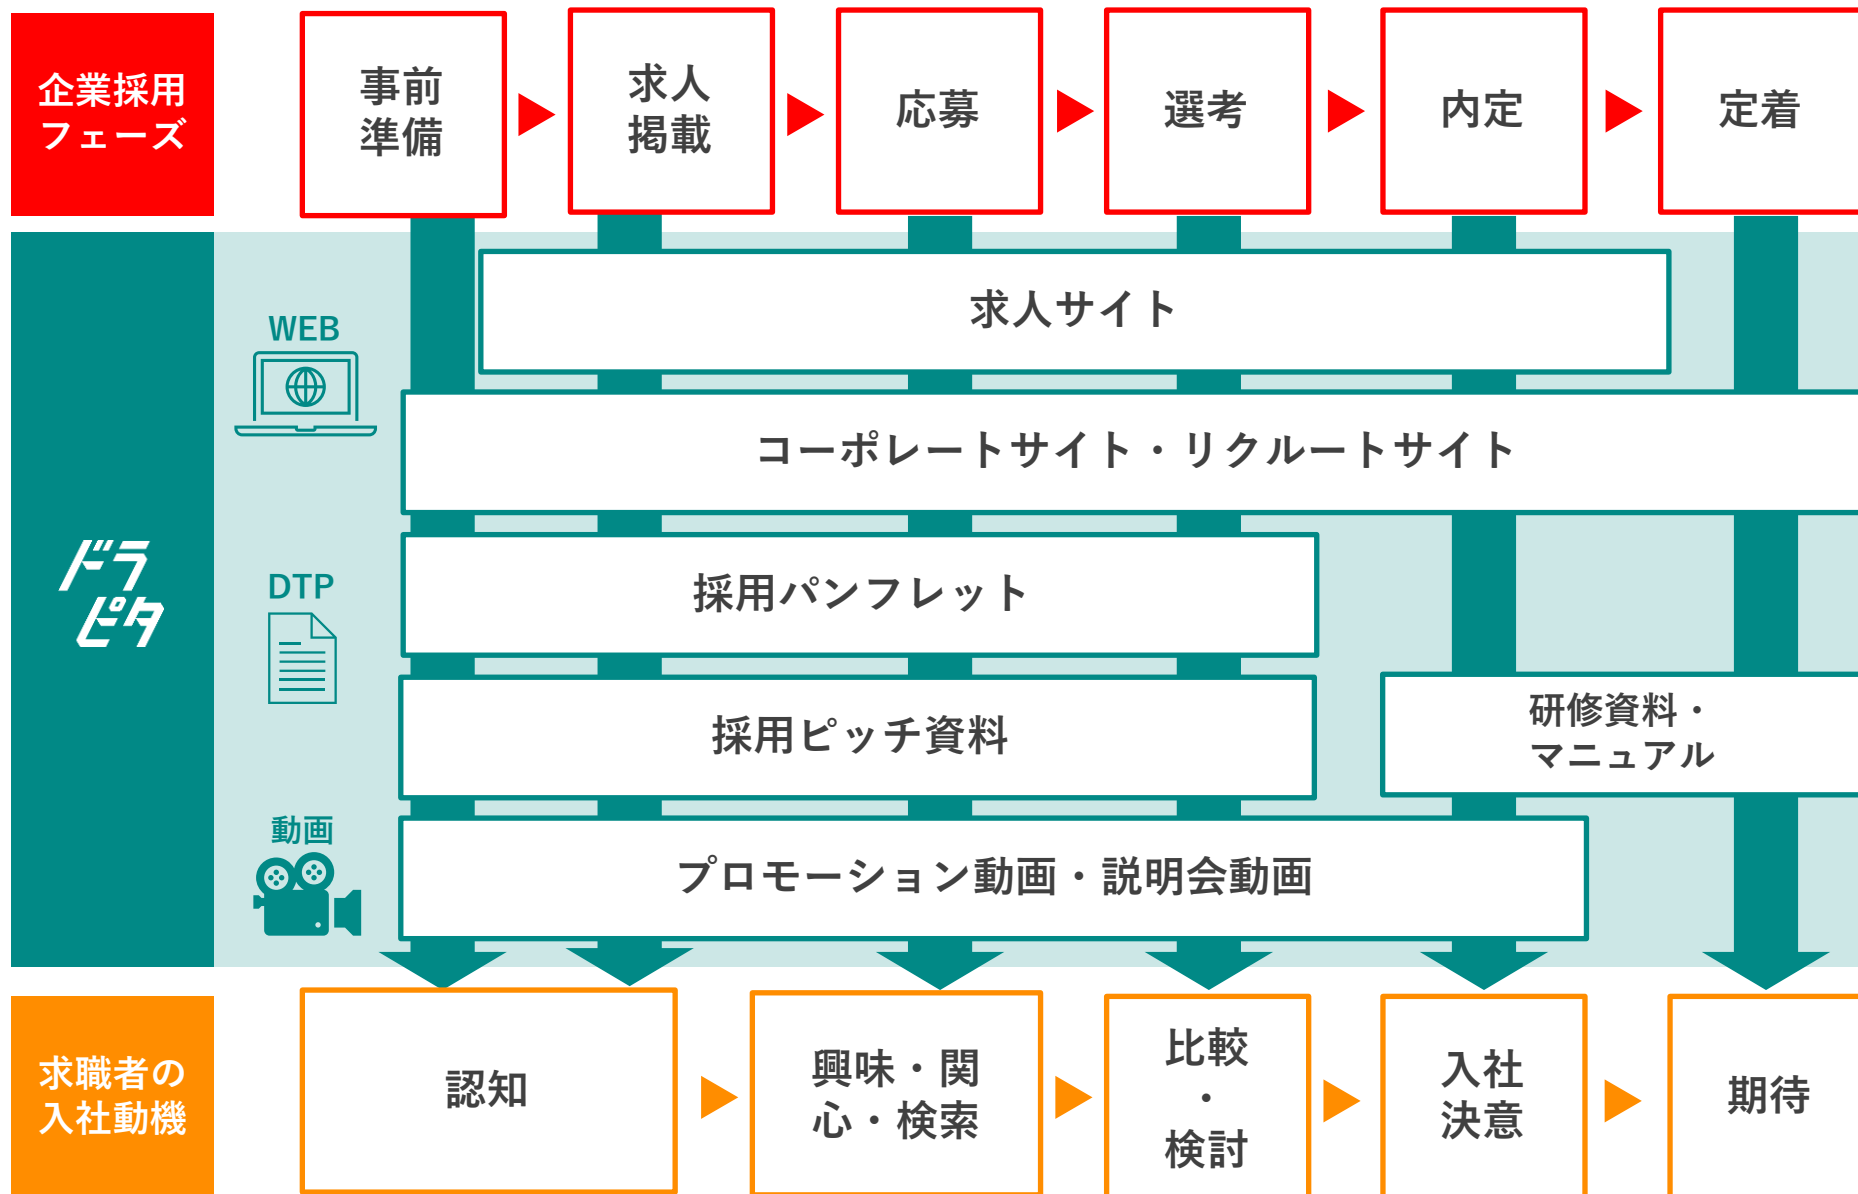 企業採用
フェーズ
事前
準備
求人
掲載
応募
選考
内定
定着
ドラ
ピタ
WEB
求人サイト
コーポレートサイト・リクルートサイト
DTP
採用パンフレット
採用ピッチ資料
研修資料・
マニュアル
動画
プロモーション動画・説明会動画
求職者の
入社動機
認知
興味・関
心・検索
比較
・
検討
入社
決意
期待